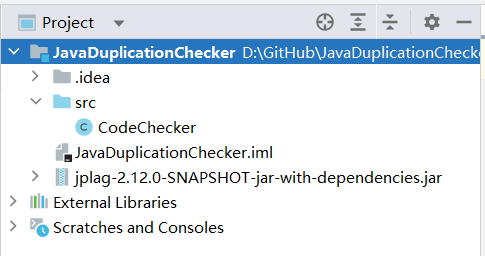 Project
JavaDuplicationChecker D:\GitHub\JavaDuplicationChecke
.idea
src
CodeChecker
JavaDuplicationChecker.iml
jplag-2.12.0-SNAPSHOT-jar-with-dependencies.jar
External Libraries
Scratches and Consoles